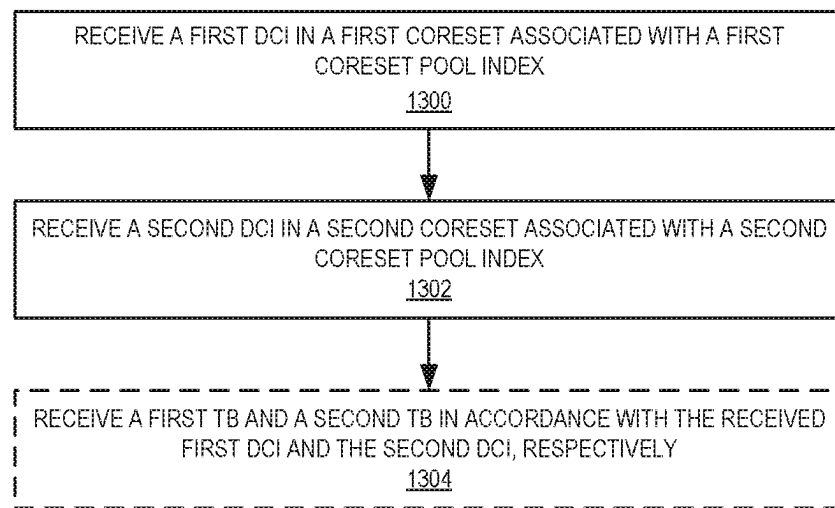 RECEIVE A FIRST DCI IN A FIRST CORESET ASSOCIATED WITH A FIRST
CORESET POOL INDEX
1300
RECEIVE A SECOND DCI IN A SECOND CORESET ASSOCIATED WITH A SECOND
CORESET POOL INDEX
1302
RECEIVE A FIRST TB AND A SECOND TB IN ACCORDANCE WITH THE RECEIVED
FIRST DCI AND THE SECOND DCI, RESPECTIVELY
1304